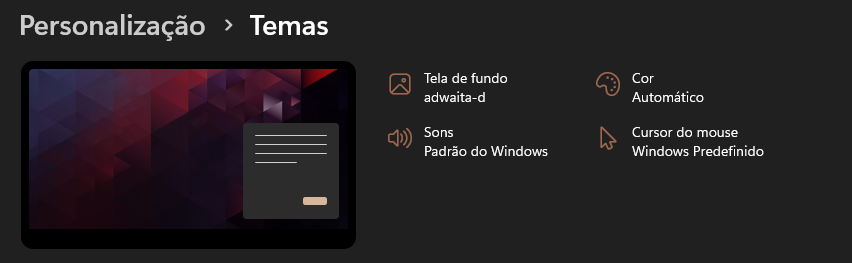 Personalização > Temas
Tela de fundo
adwaita-d
Cor
Automático
Sons
Padrão do Windows
Cursor do mouse
Windows Predefinido